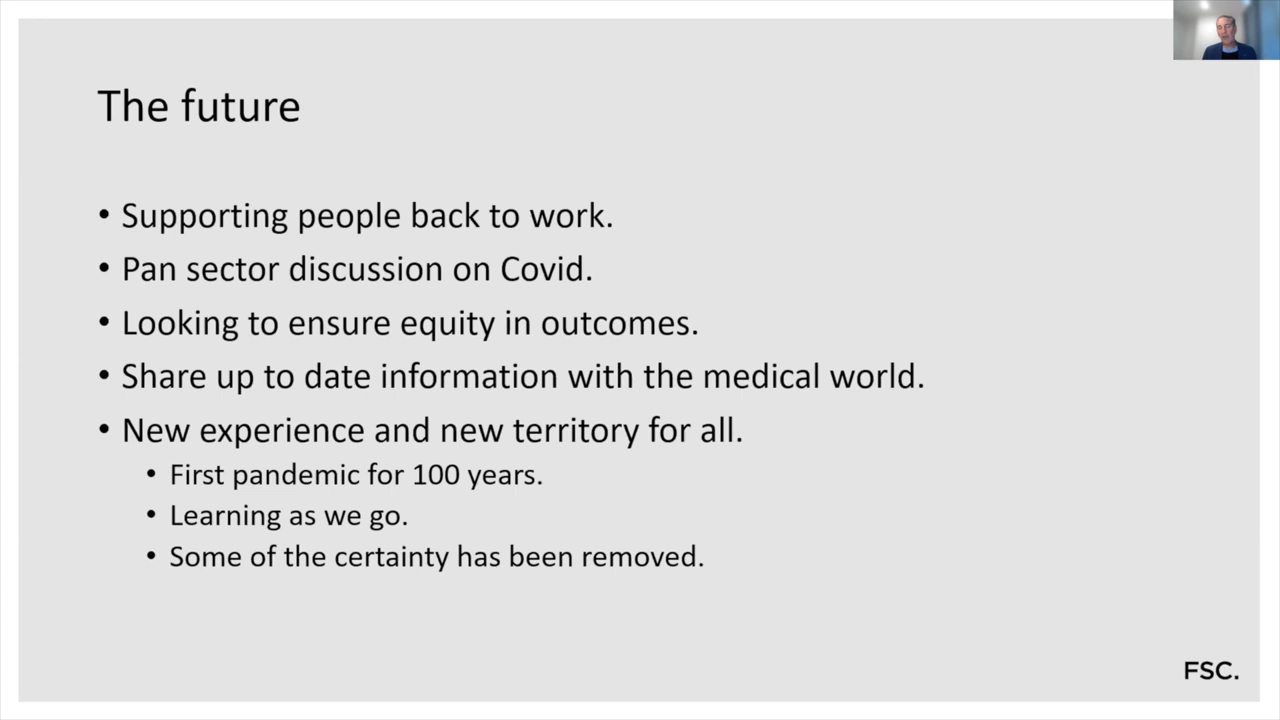 The future
• Supporting people back to work.
• Pan sector discussion on Covid.
• Looking to ensure equity in outcomes.
• Share up to date information with the medical world.
• New experience and new territory for all.
• First pandemic for 100 years.
• Learning as we go.
• Some of the certainty has been removed.
FSC.